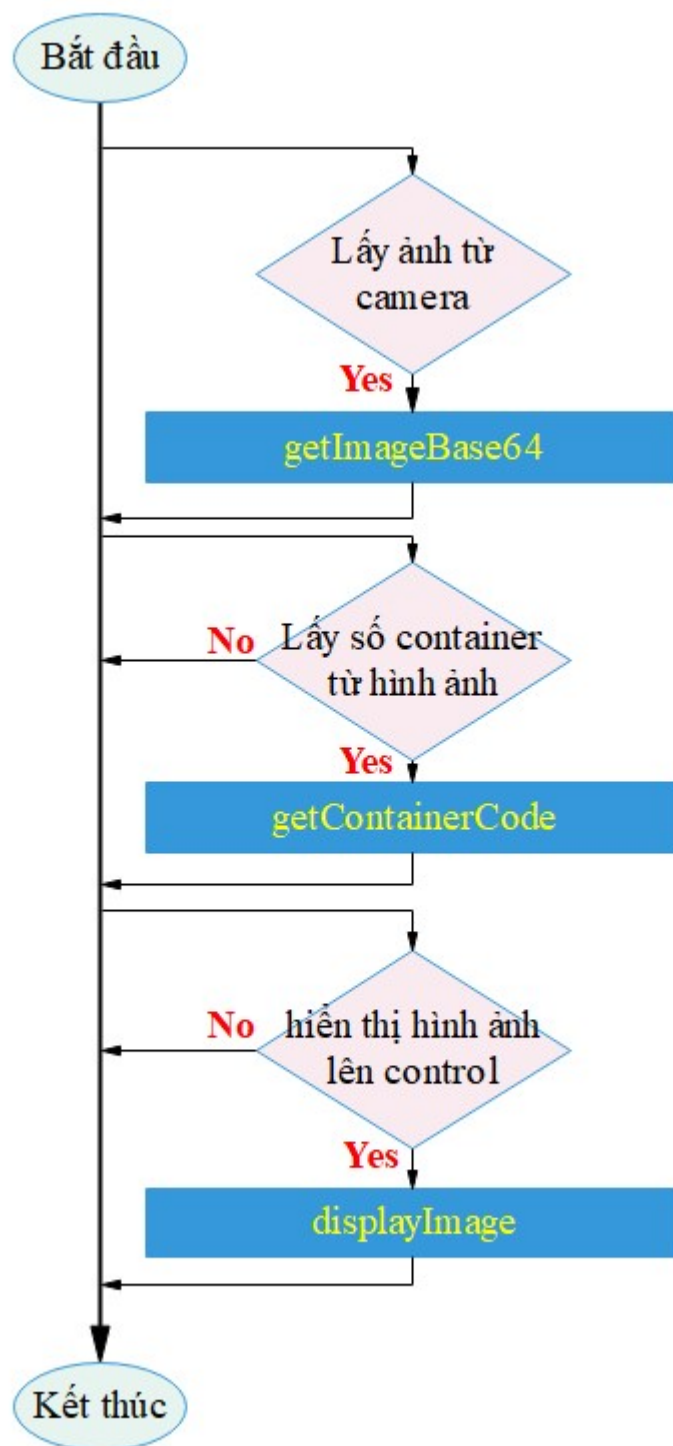 Bắt đầu
Lấy ảnh từ
camera
Yes
getImageBase64
No
Lấy số container
từ hình ảnh
Yes
getContainerCode
No
hiển thị hình ảnh
lên control
Yes
displayImage
Kết thúc